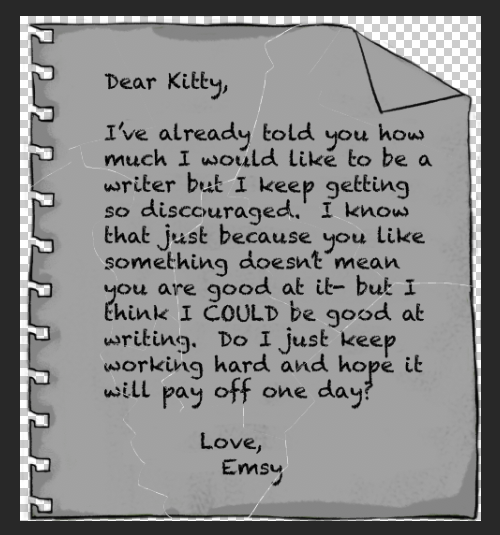 Dear Kitty,
I've already told you how
much I would like to be a
writer but I keep getting
so discouraged.  I know
that just because you like
something doesn't mean
you are good at it- but I
think I COULD be good at
writing.  Do I just keep
working hard and hope it
will pay off one day?
Love,
Emsy